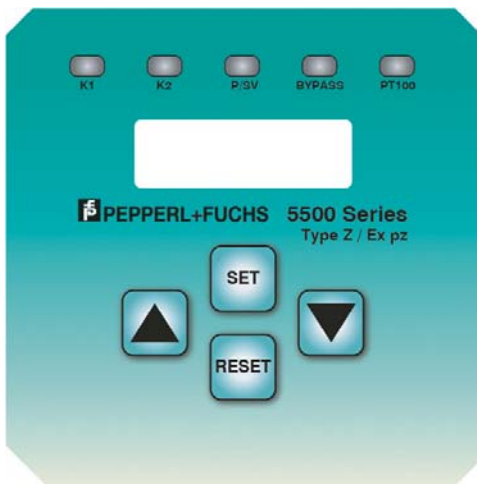 K1 K2 P/SV BYPASS PT100
PEPPERL+FUCHS 5500 Series
Type Z / Ex pz
SET
RESET